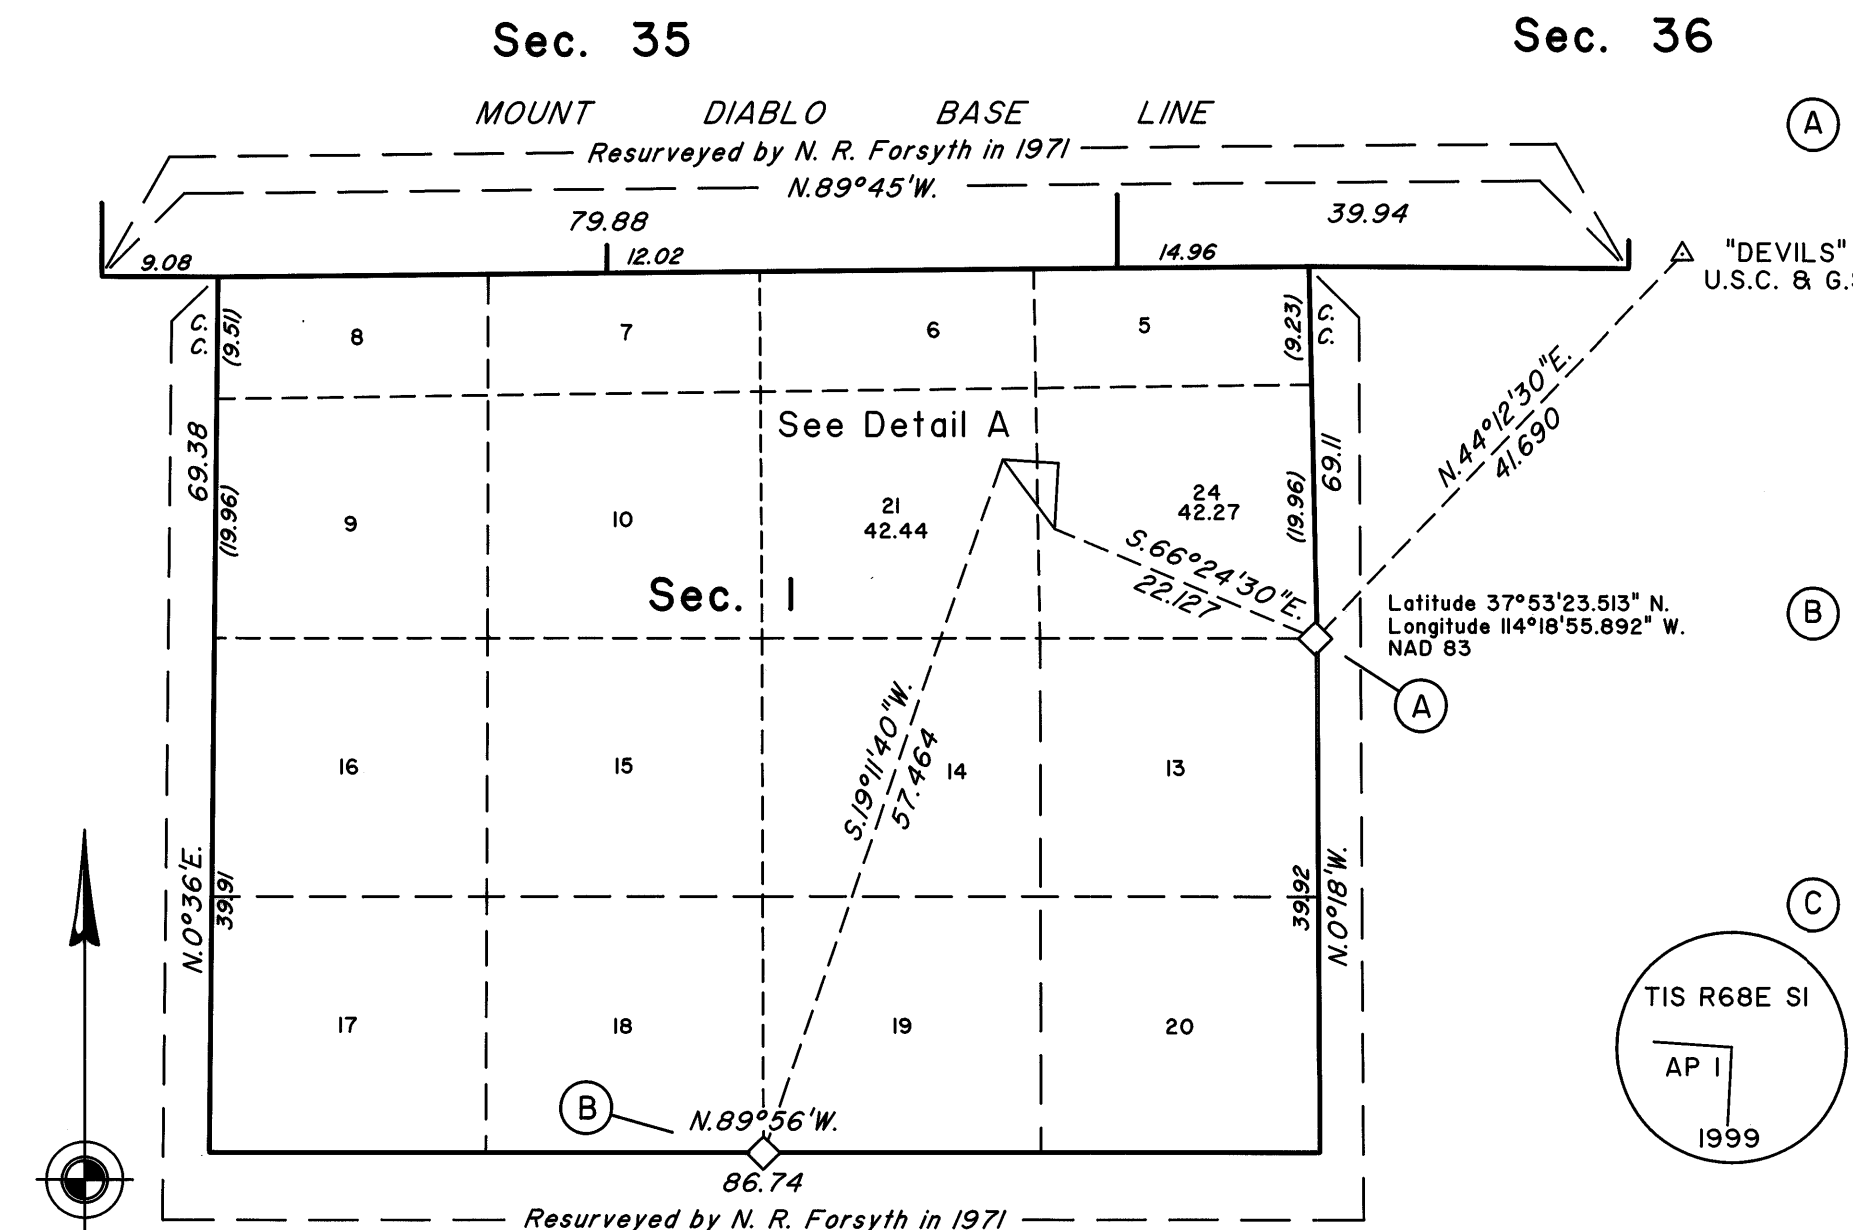 Sec. 35
Sec. 36
MOUNT DIABLO BASE LINE
Resurveyed by N. R. Forsyth in 1971
N.89°45'W.
79.88
39.94
9.08
12.02
14.96
"DEVILS"
U.S.C. & G.
A
C.
C.
(9.51)
8
7
6
5
(9.23)
C.
C.
69.38
(19.96)
See Detail A
9
10
21
42.44
24
42.27
(19.96)
69.11
N.44°12'30"E.
41.690
S.66°24'30"E.
22.127
Sec. 1
Latitude 37°53'23.513" N.
Longitude 114°18'55.892" W.
NAD 83
B
A
16
15
14
13
S.19°11'40"W.
57.464
N.0°36'E.
39.91
39.92
N.0°18'W.
C
T1S R68E S1
AP 1
1999
17
18
19
20
B
N.89°56'W.
86.74
Resurveyed by N. R. Forsyth in 1971